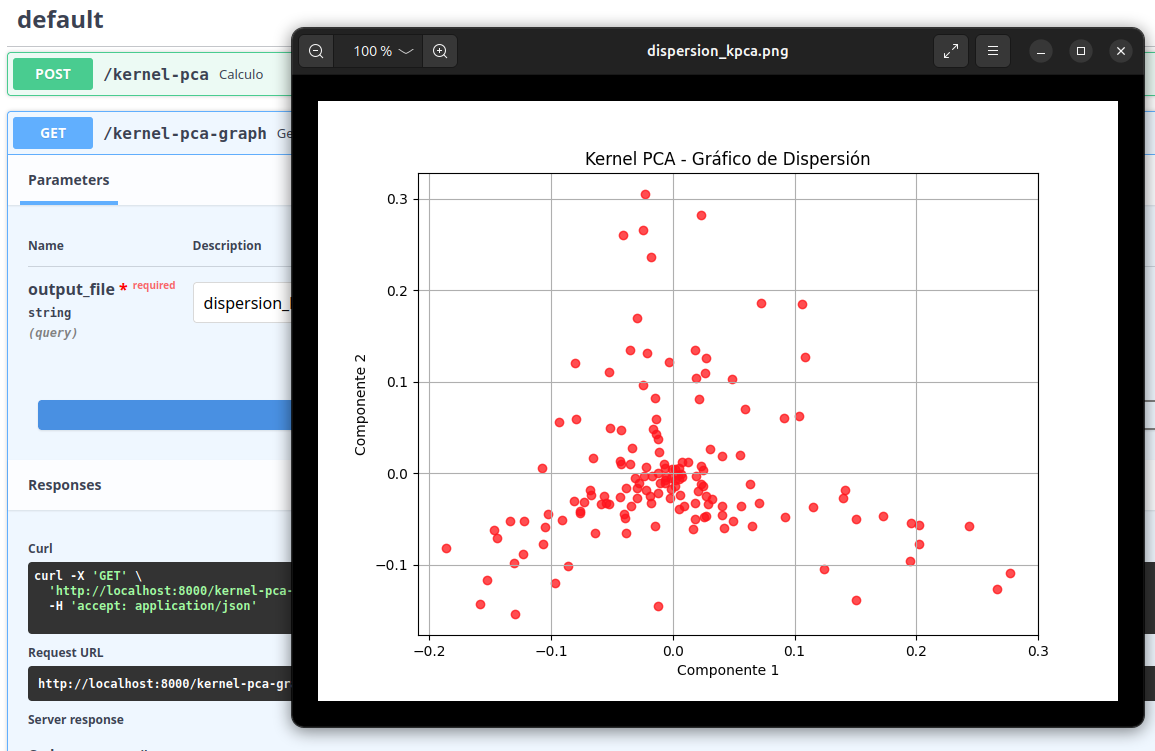 default
POST /kernel-pca Calculo
GET /kernel-pca-graph
Parameters
Name Description
output_file * required
string
(query)
dispersion_
Responses
Curl
curl -X 'GET' \
'http://localhost:8000/kernel-pca-
-H 'accept: application/json'
Request URL
http://localhost:8000/kernel-pca-gr
Server response
100 %
dispersion_kpca.png
Kernel PCA - Gráfico de Dispersión
Componente 2
0.3
0.2
0.1
0.0
−0.1
−0.2 −0.1 0.0 0.1 0.2 0.3
Componente 1